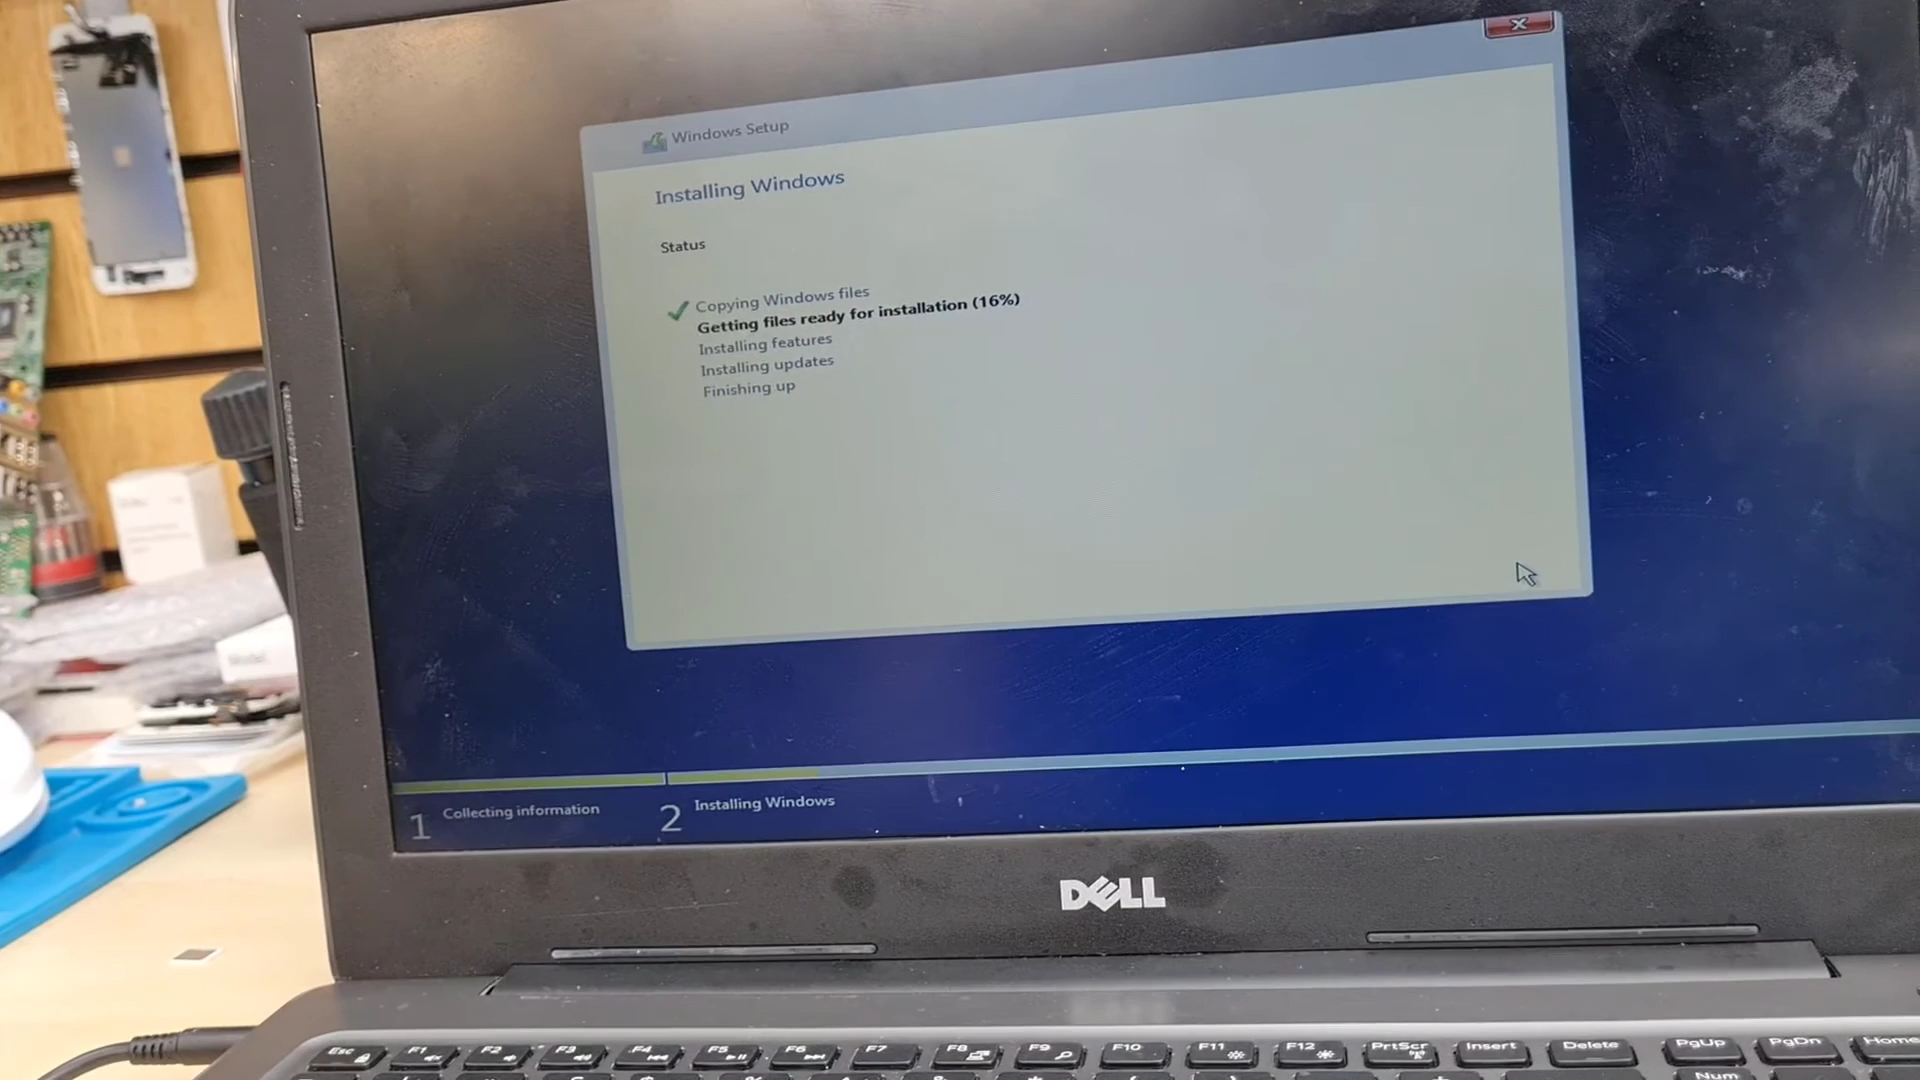 Windows Setup
Installing Windows
Status
Copying Windows files
Getting files ready for installation (16%)
Installing features
Installing updates
Finishing up
1 Collecting information
2 Installing Windows
DELL
Esc F1 F2 F3 F4 F5 F6 F7 F8 F9 F10 F11 F12 PrtScr Insert Delete PgUp PgDn Home
Num